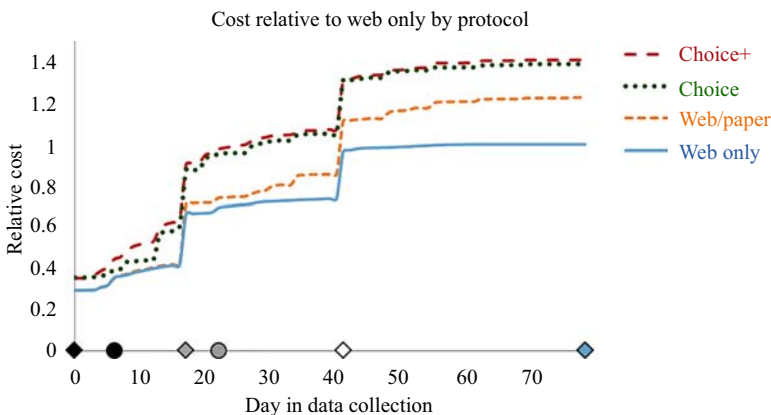 Cost relative to web only by protocol
1.4
1.2
1
0.8
0.6
0.4
0.2
0
Relative cost
0 10 20 30 40 50 60 70
Day in data collection
Choice+
Choice
Web/paper
Web only